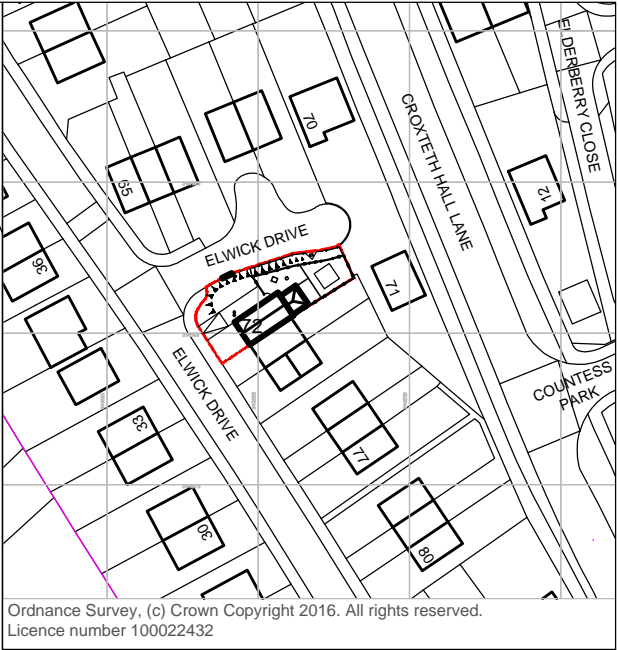 ELDERBERRY CLOSE
CROXTETH HALL LANE
70
65
12
ELWICK DRIVE
36
71
72
ELWICK DRIVE
COUNTESS
PARK
33
77
30
80
Ordnance Survey, (c) Crown Copyright 2016. All rights reserved.
Licence number 100022432